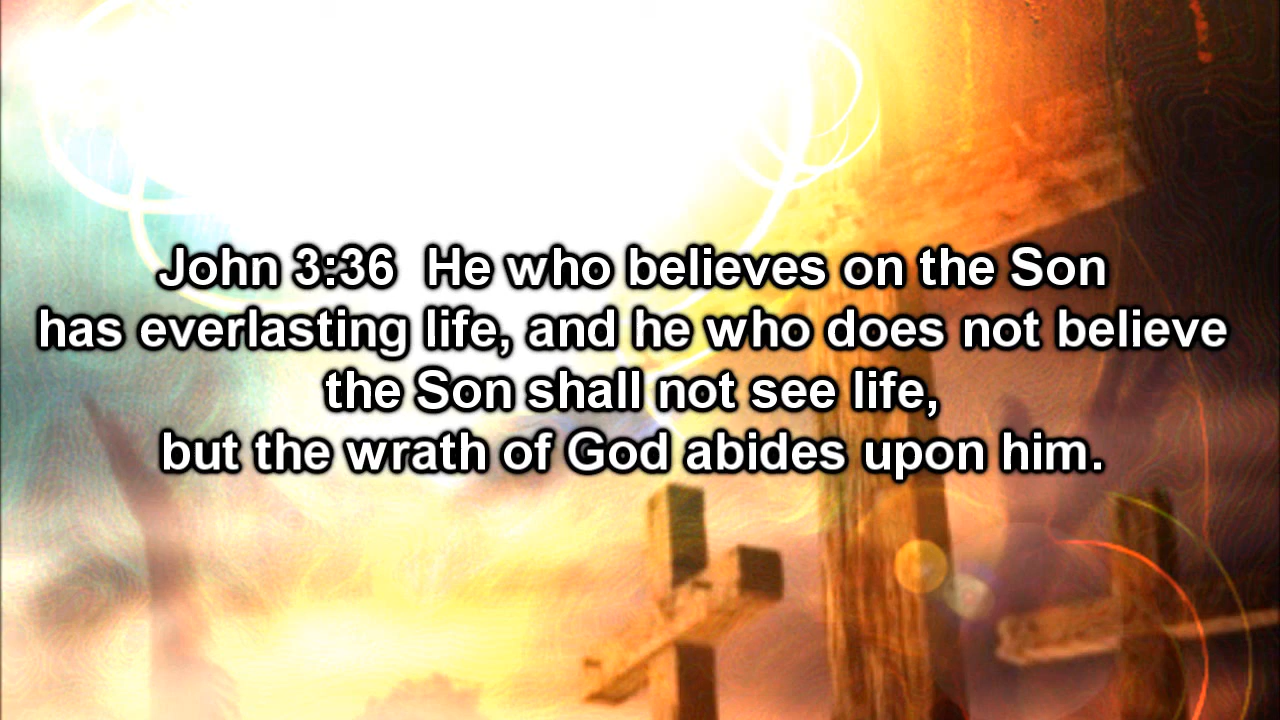 John 3:36  He who believes on the Son
has everlasting life, and he who does not believe
the Son shall not see life,
but the wrath of God abides upon him.